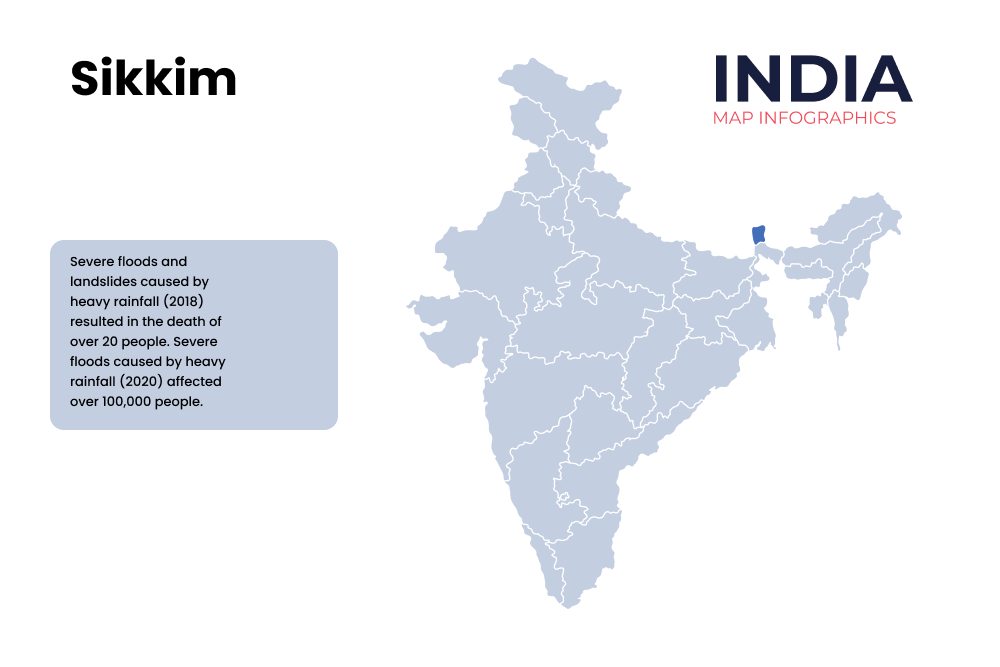 Sikkim
INDIA
MAP INFOGRAPHICS
Severe floods and
landslides caused by
heavy rainfall (2018)
resulted in the death of
over 20 people. Severe
floods caused by heavy
rainfall (2020) affected
over 100,000 people.